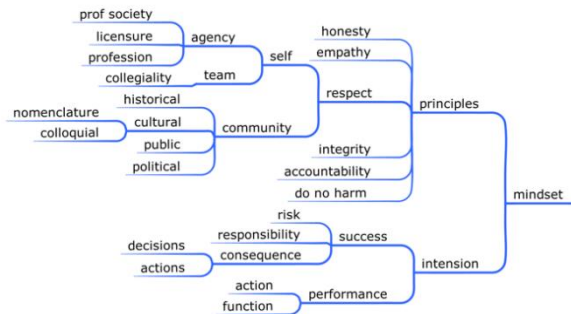 prof society
licensure
agency
profession
self
collegiality
team
historical
nomenclature
cultural
community
colloquial
public
political
honesty
empathy
respect
principles
integrity
accountability
do no harm
mindset
risk
responsibility
success
decisions
consequence
actions
intension
action
performance
function